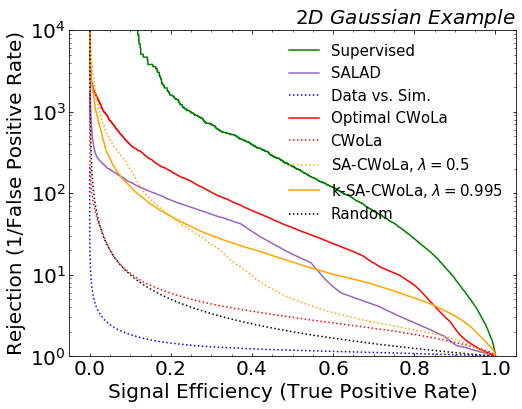 2D Gaussian Example
Rejection (1/False Positive Rate)
10^4
10^3
10^2
10^1
10^0
Supervised
SALAD
Data vs. Sim.
Optimal CWoLa
CWoLa
SA-CWoLa, λ = 0.5
k-SA-CWoLa, λ = 0.995
Random
0.0 0.2 0.4 0.6 0.8 1.0
Signal Efficiency (True Positive Rate)